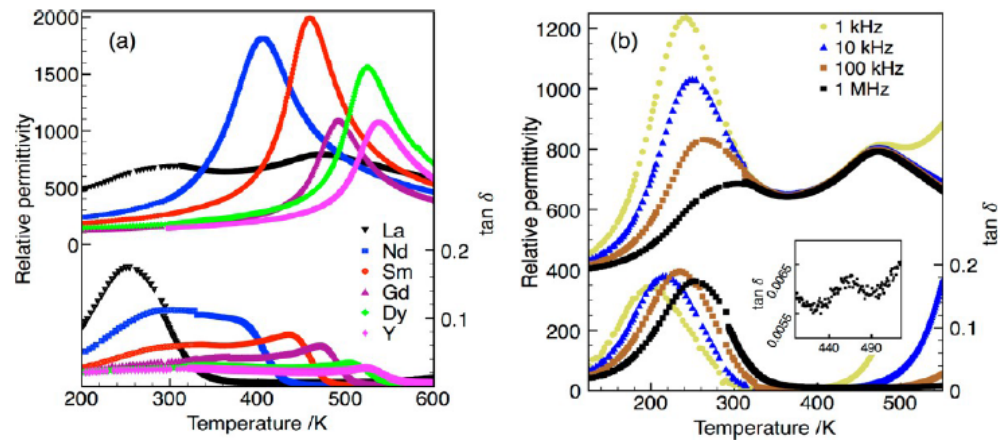 (a)
2000
1500
1000
500
0
Relative permittivity
La
Nd
Sm
Gd
Dy
Y
0.2
0.1
tan δ
200 300 400 500 600
Temperature /K
(b)
1200
1000
800
600
400
200
0
Relative permittivity
1 kHz
10 kHz
100 kHz
1 MHz
tan δ
0.0065
0.0055
440 490
0.2
0.1
0
tan δ
200 300 400 500
Temperature /K